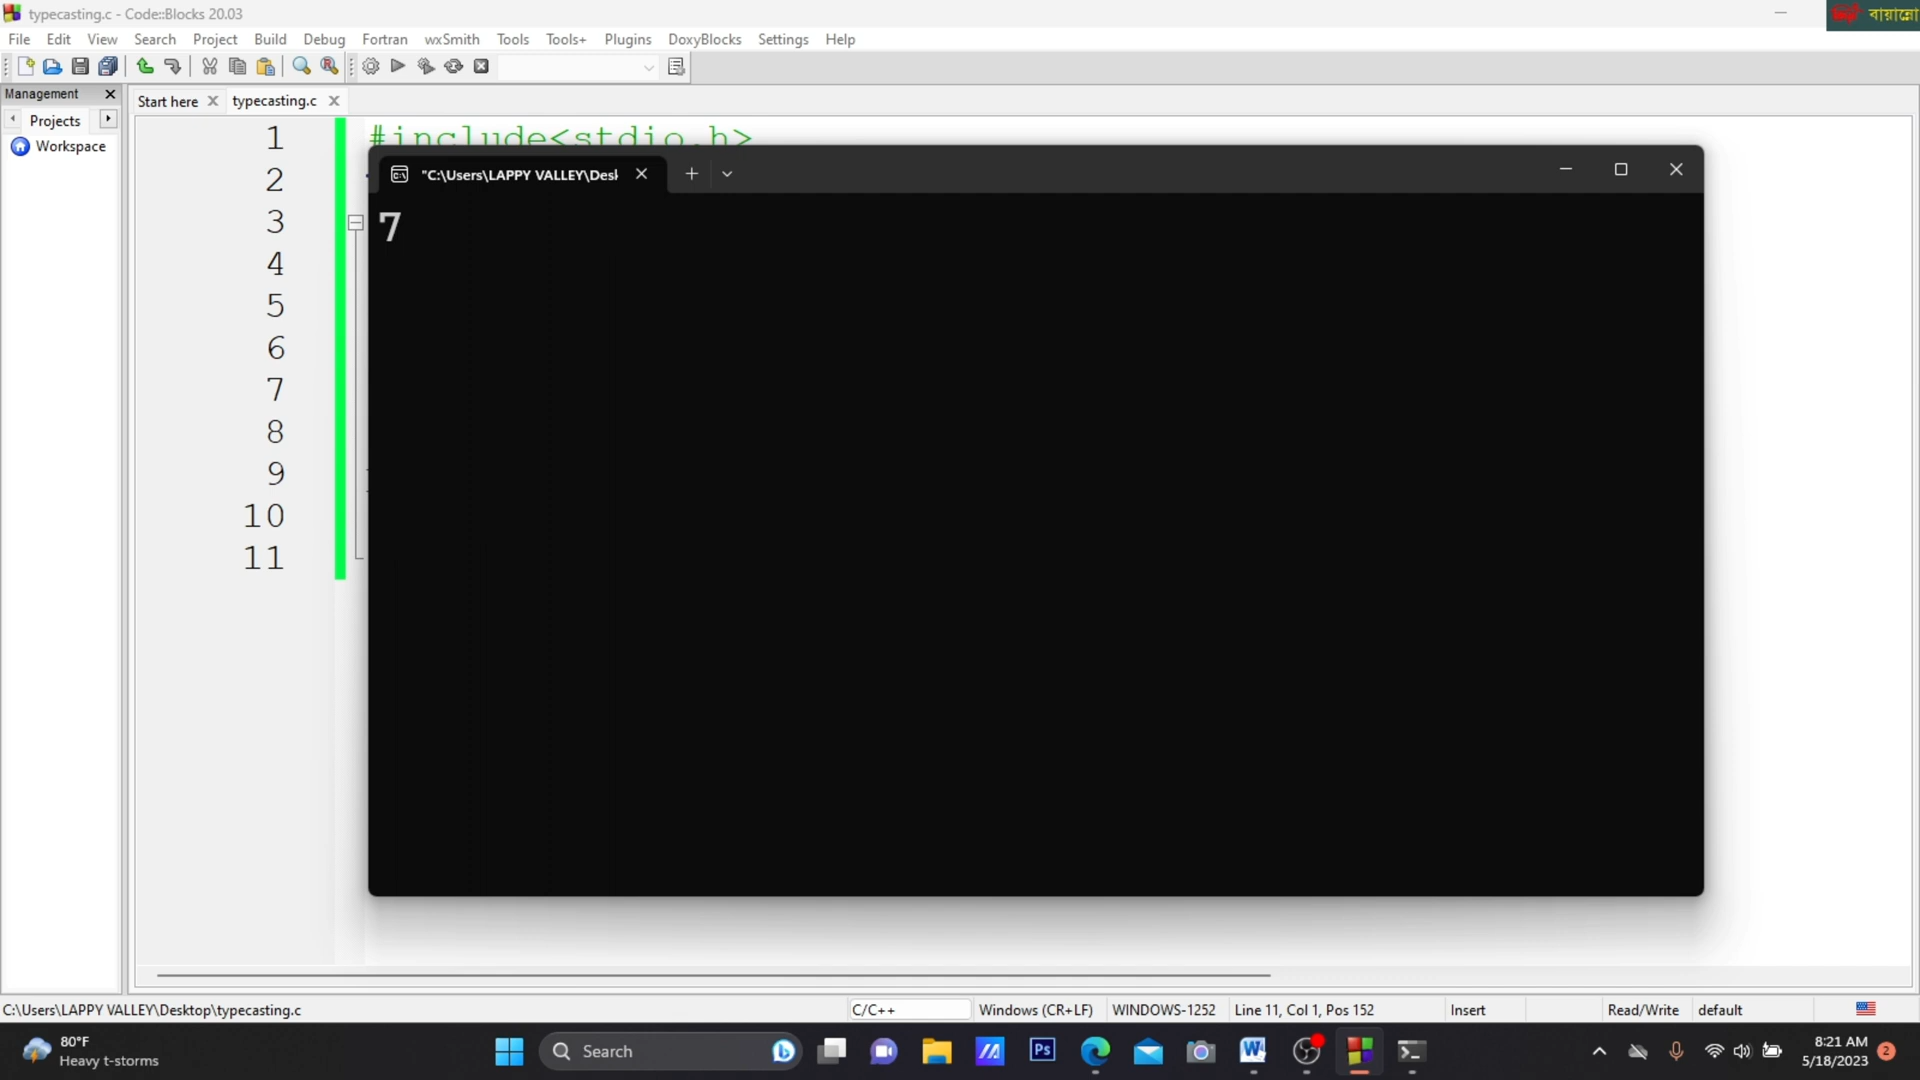 typecasting.c - Code::Blocks 20.03
বায়ান্নো
File Edit View Search Project Build Debug Fortran wxSmith Tools Tools+ Plugins DoxyBlocks Settings Help
Management
Start here typecasting.c
Projects
Workspace
1 #include<stdio.h>
2
3
4
5
6
7
8
9
10
11
"C:\Users\LAPPY VALLEY\Desk
7
C:\Users\LAPPY VALLEY\Desktop\typecasting.c C/C++ Windows (CR+LF) WINDOWS-1252 Line 11, Col 1, Pos 152 Insert Read/Write default
80°F
Heavy t-storms
Search
Ps
W
8:21 AM
5/18/2023
2